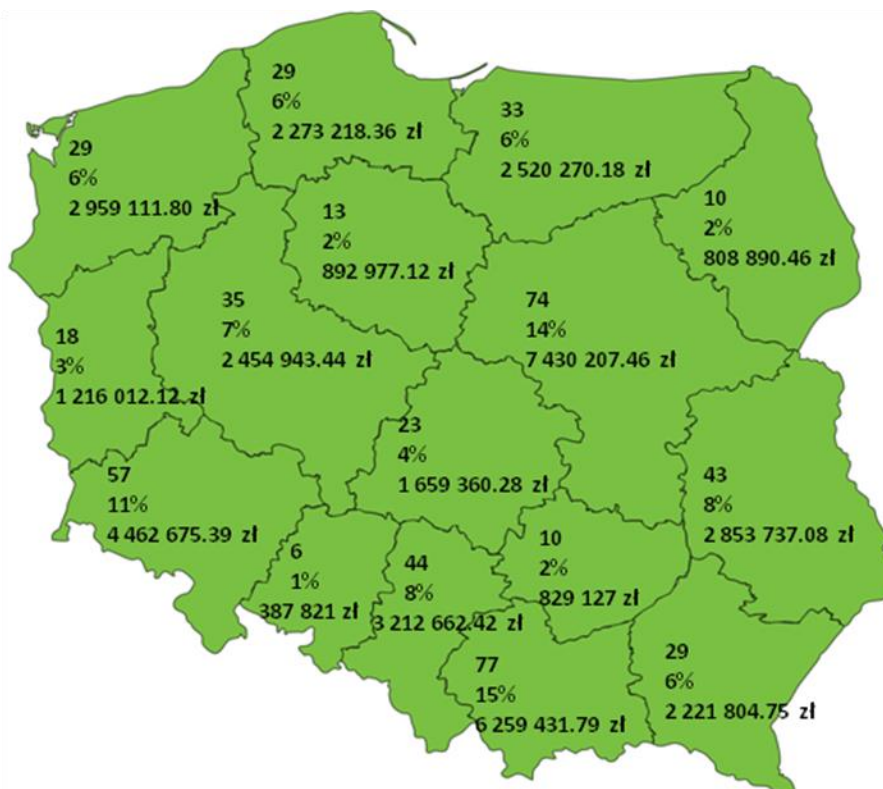 29
6%
2 273 218.36 zł
33
6%
2 520 270.18 zł
29
6%
2 959 111.80 zł
10
2%
808 890.46 zł
13
2%
892 977.12 zł
35
7%
2 454 943.44 zł
74
14%
7 430 207.46 zł
18
3%
1 216 012.12 zł
23
4%
1 659 360.28 zł
57
11%
4 462 675.39 zł
43
8%
2 853 737.08 zł
6
1%
387 821 zł
44
8%
3 212 662.42 zł
10
2%
829 127 zł
77
15%
6 259 431.79 zł
29
6%
2 221 804.75 zł